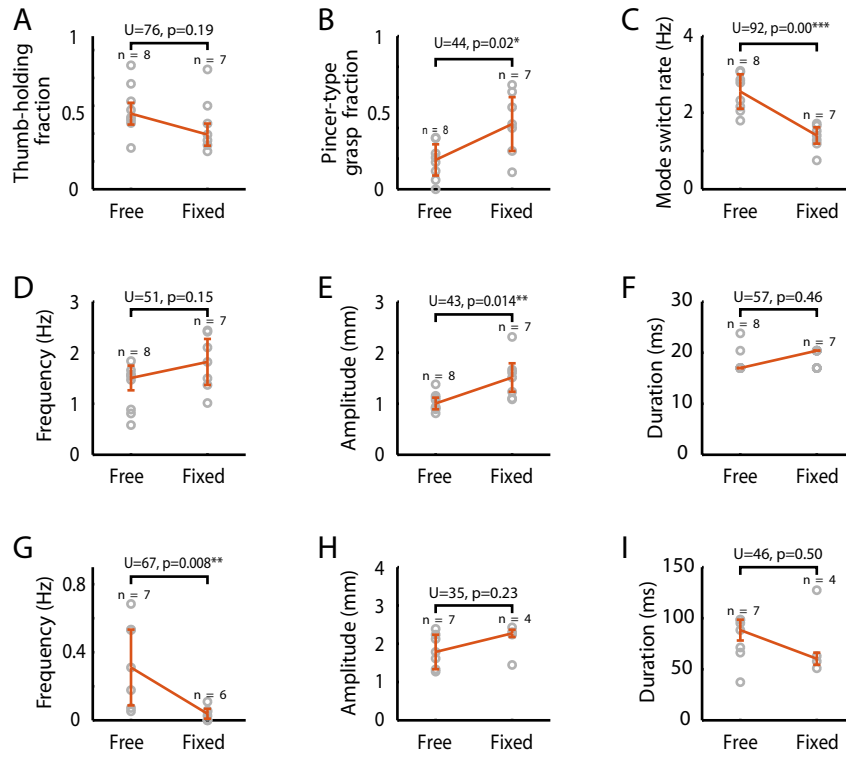 A
U=76, p=0.19
n = 8
n = 7
Thumb-holding
fraction
1
0.5
0
Free
Fixed
B
U=44, p=0.02*
n = 8
n = 7
Pincer-type
grasp fraction
1
0.5
0
Free
Fixed
C
U=92, p=0.00***
n = 8
n = 7
Mode switch rate (Hz)
4
2
0
Free
Fixed
D
U=51, p=0.15
n = 8
n = 7
Frequency (Hz)
3
2
1
0
Free
Fixed
E
U=43, p=0.014**
n = 8
n = 7
Amplitude (mm)
3
2
1
0
Free
Fixed
F
U=57, p=0.46
n = 8
n = 7
Duration (ms)
30
20
10
0
Free
Fixed
G
U=67, p=0.008**
n = 7
n = 6
Frequency (Hz)
0.8
0.4
0
Free
Fixed
H
U=35, p=0.23
n = 7
n = 4
Amplitude (mm)
4
3
2
1
0
Free
Fixed
I
U=46, p=0.50
n = 7
n = 4
Duration (ms)
150
100
50
0
Free
Fixed